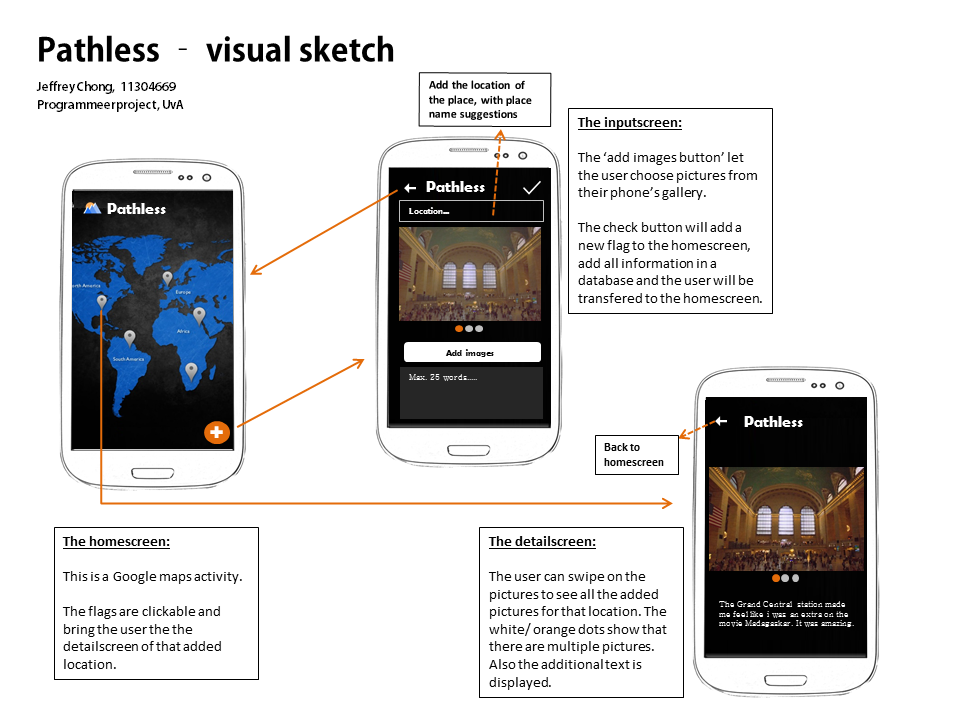 Pathless - visual sketch
Jeffrey Chong, 11304669
Programmeerproject, UvA
Add the location of
the place, with place
name suggestions
The inputscreen:
The ‘add images button’ let
the user choose pictures from
their phone’s gallery.
The check button will add a
new flag to the homescreen,
add all information in a
database and the user will be
transfered to the homescreen.
Pathless
Location...
Add images
Max. 25 words.....
Pathless
orth America
Europe
Africa
South America
Back to
homescreen
Pathless
The Grand Central station made
me feel like i was an extra on the
movie Madagaskar. It was amazing.
The homescreen:
This is a Google maps activity.
The flags are clickable and
bring the user the the
detailscreen of that added
location.
The detailscreen:
The user can swipe on the
pictures to see all the added
pictures for that location. The
white/ orange dots show that
there are multiple pictures.
Also the additional text is
displayed.